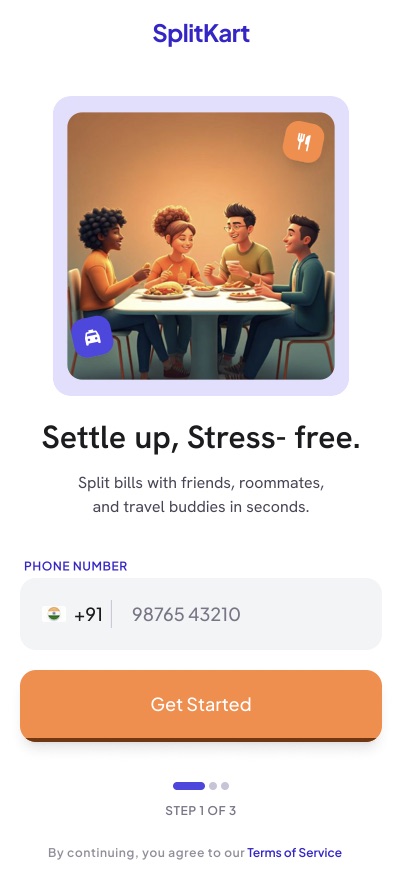 SplitKart
Settle up, Stress- free.
Split bills with friends, roommates,
and travel buddies in seconds.
PHONE NUMBER
+91 98765 43210
Get Started
STEP 1 OF 3
By continuing, you agree to our Terms of Service